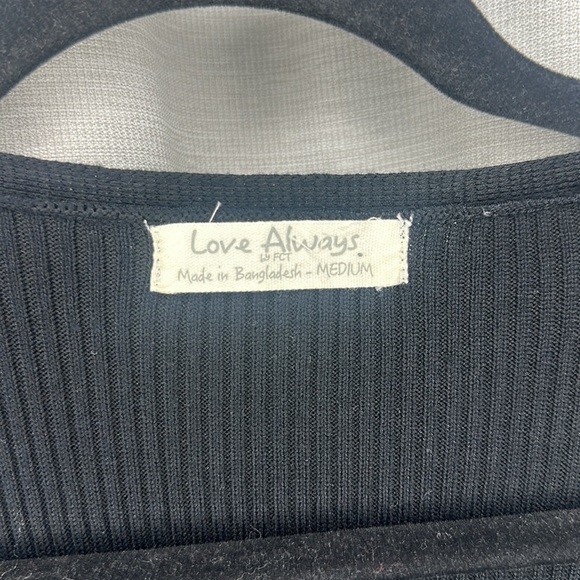 Love Always
by FCT
Made in Bangladesh - MEDIUM